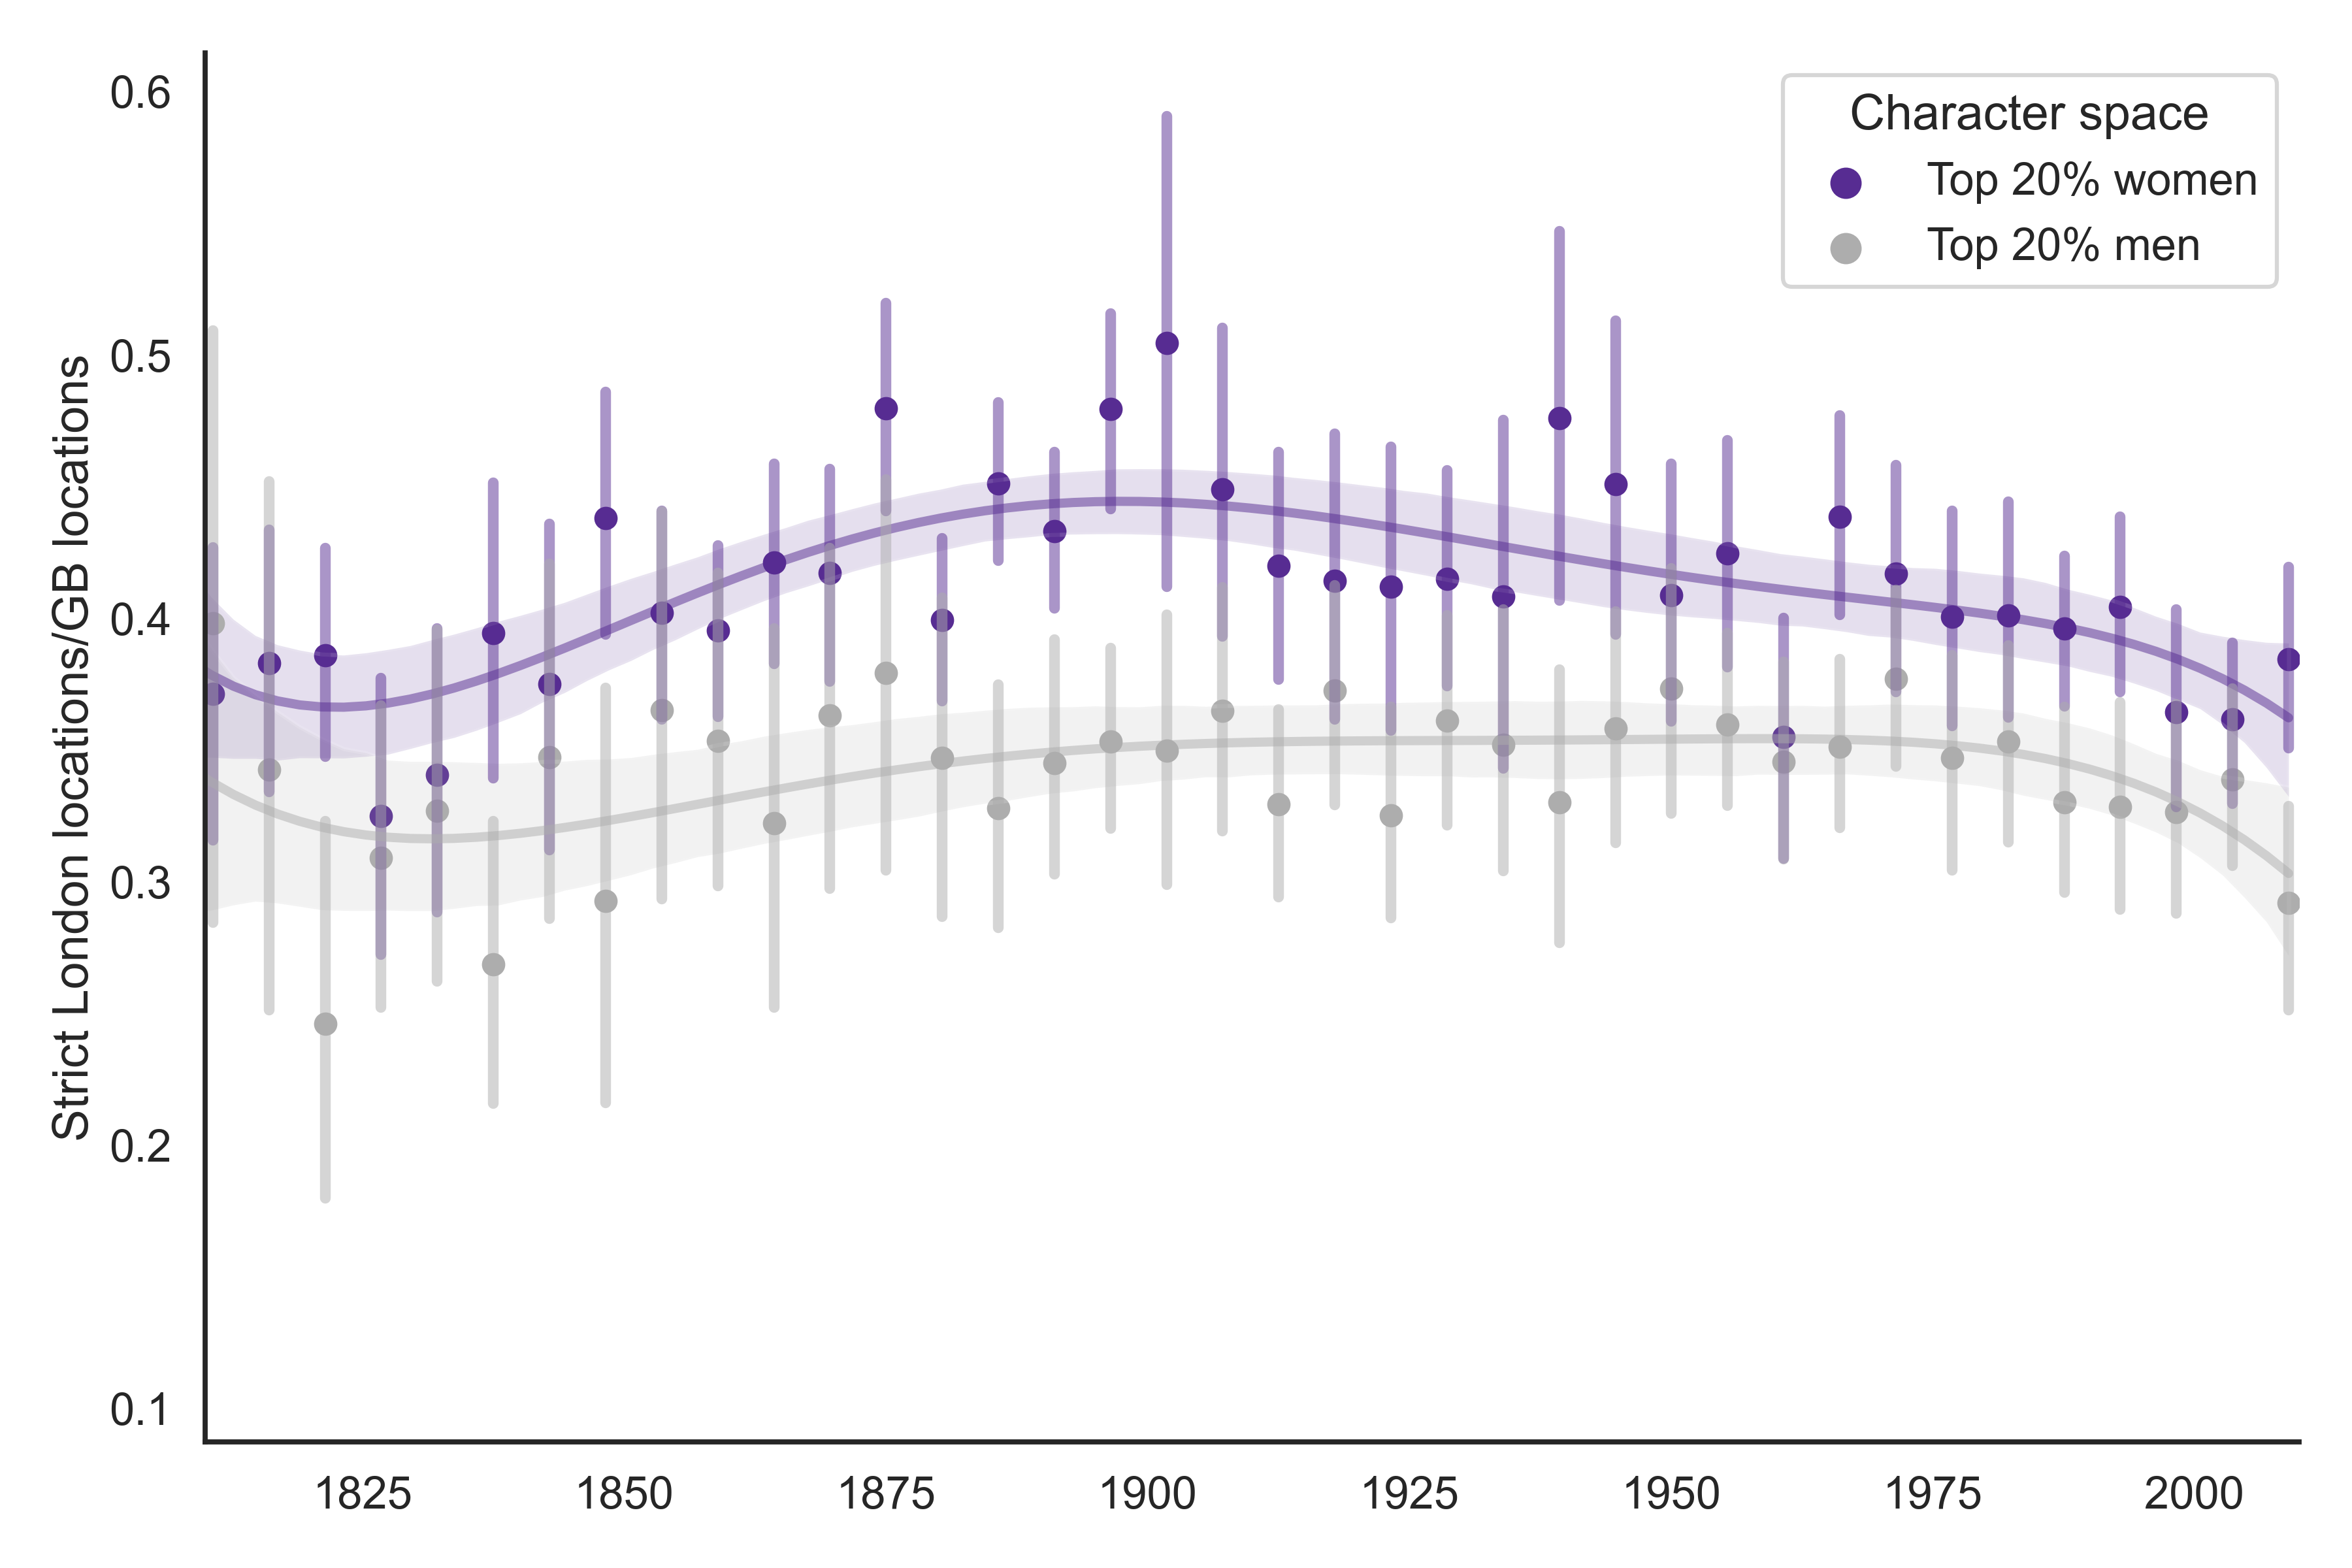 Strict London locations/GB locations
0.6
0.5
0.4
0.3
0.2
0.1
Character space
Top 20% women
Top 20% men
1825 1850 1875 1900 1925 1950 1975 2000